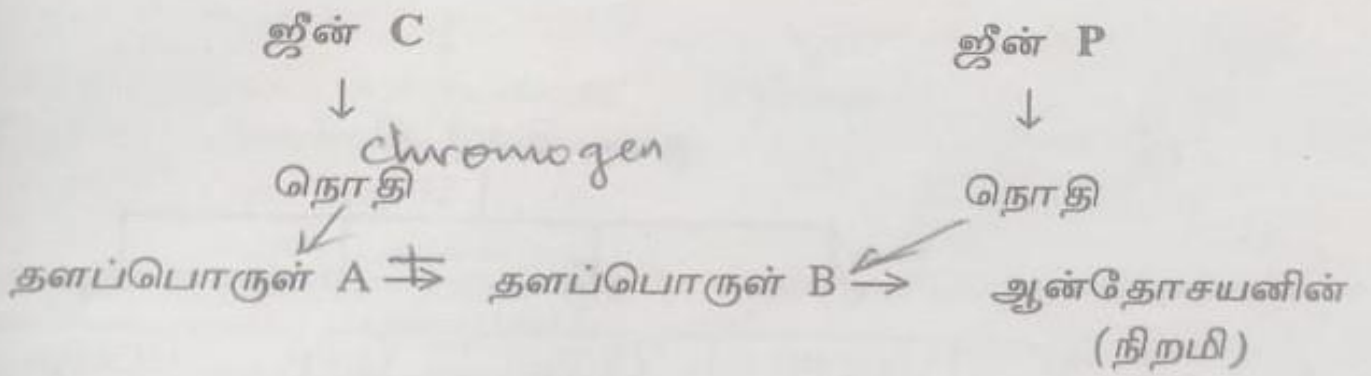 ஜீன் C ஜீன் P
↓ ↓
chromogen
நொதி நொதி
தளப்பொருள் A → தளப்பொருள் B → ஆன்தோசயனின்
(நிறமி)